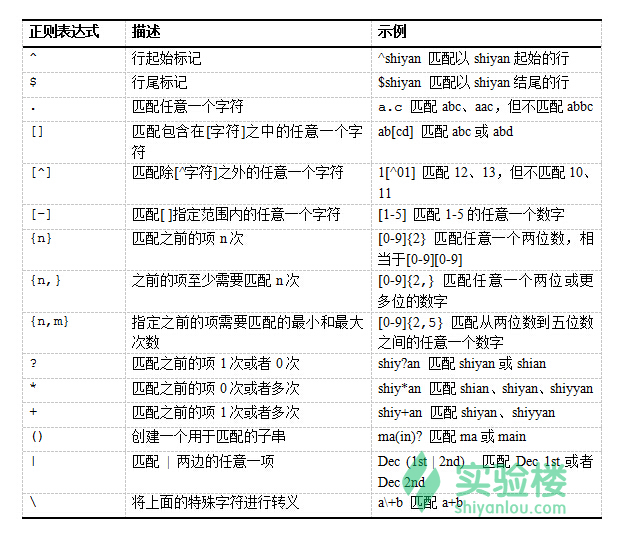 正则表达式 描述 示例
^ 行起始标记 ^shiyan 匹配以 shiyan 起始的行
$ 行尾标记 $shiyan 匹配以 shiyan 结尾的行
. 匹配任意一个字符 a.c 匹配 abc、aac，但不匹配 abbc
[] 匹配包含在[字符]之中的任意一个字 ab[cd] 匹配 abc 或 abd
符
[^] 匹配除[^字符]之外的任意一个字符 1[^01] 匹配 12、13，但不匹配 10、
11
[-] 匹配[ ]指定范围内的任意一个字符 [1-5] 匹配 1-5 的任意一个数字
{n} 匹配之前的项 n 次 [0-9]{2} 匹配任意一个两位数，相
当于[0-9][0-9]
{n,} 之前的项至少需要匹配 n 次 [0-9]{2,} 匹配任意一个两位或更
多位的数字
{n,m} 指定之前的项需要匹配的最小和最大 [0-9]{2,5} 匹配从两位数到五位数
次数 之间的任意一个数字
? 匹配之前的项 1 次或者 0 次 shiy?an 匹配 shiyan 或 shian
* 匹配之前的项 0 次或者多次 shiy*an 匹配 shian、shiyan、shiyyan
+ 匹配之前的项 1 次或者多次 shiy+an 匹配 shiyan、shiyyan
() 创建一个用于匹配的子串 ma(in)? 匹配 ma 或 main
| 匹配 | 两边的任意一项 Dec (1st | 2nd) 匹配 Dec 1st 或者
Dec 2nd
\ 将上面的特殊字符进行转义 a\+b 匹配 a+b
实验楼
shiyanlou.com